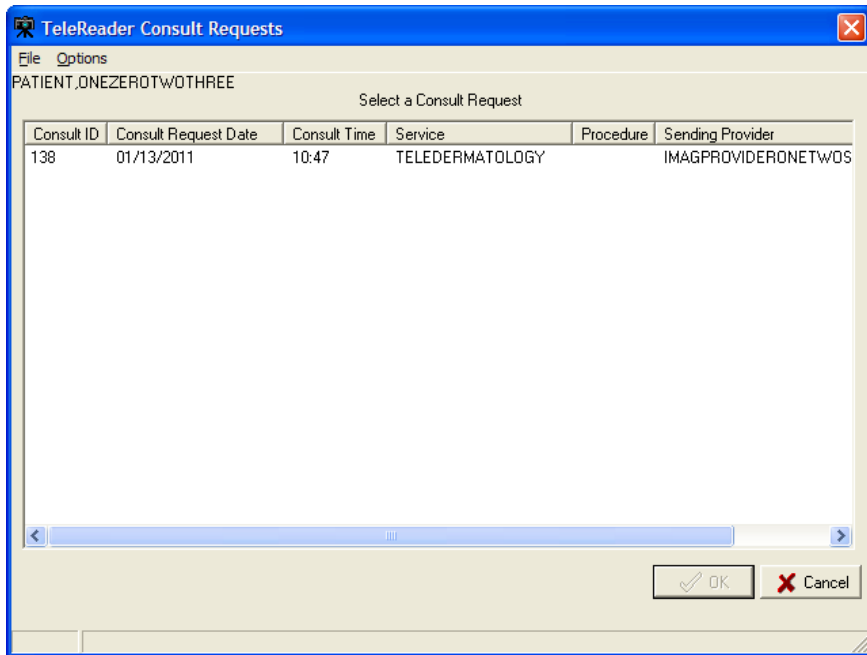 TeleReader Consult Requests
File Options
PATIENT,ONEZEROTWOTHREE
Select a Consult Request
Consult ID Consult Request Date Consult Time Service Procedure Sending Provider
138 01/13/2011 10:47 TELEDERMATOLOGY IMAGPROVIDERONETWOS
OK Cancel